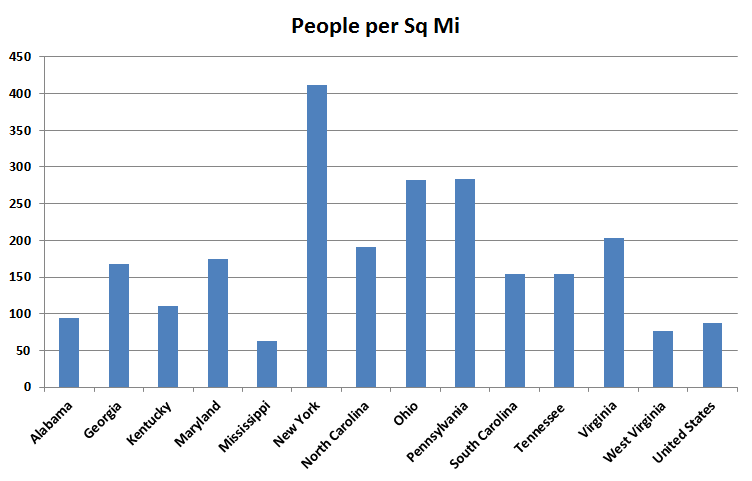 People per Sq Mi
450
400
350
300
250
200
150
100
50
0
Alabama
Georgia
Kentucky
Maryland
Mississippi
New York
North Carolina
Ohio
Pennsylvania
South Carolina
Tennessee
Virginia
West Virginia
United States